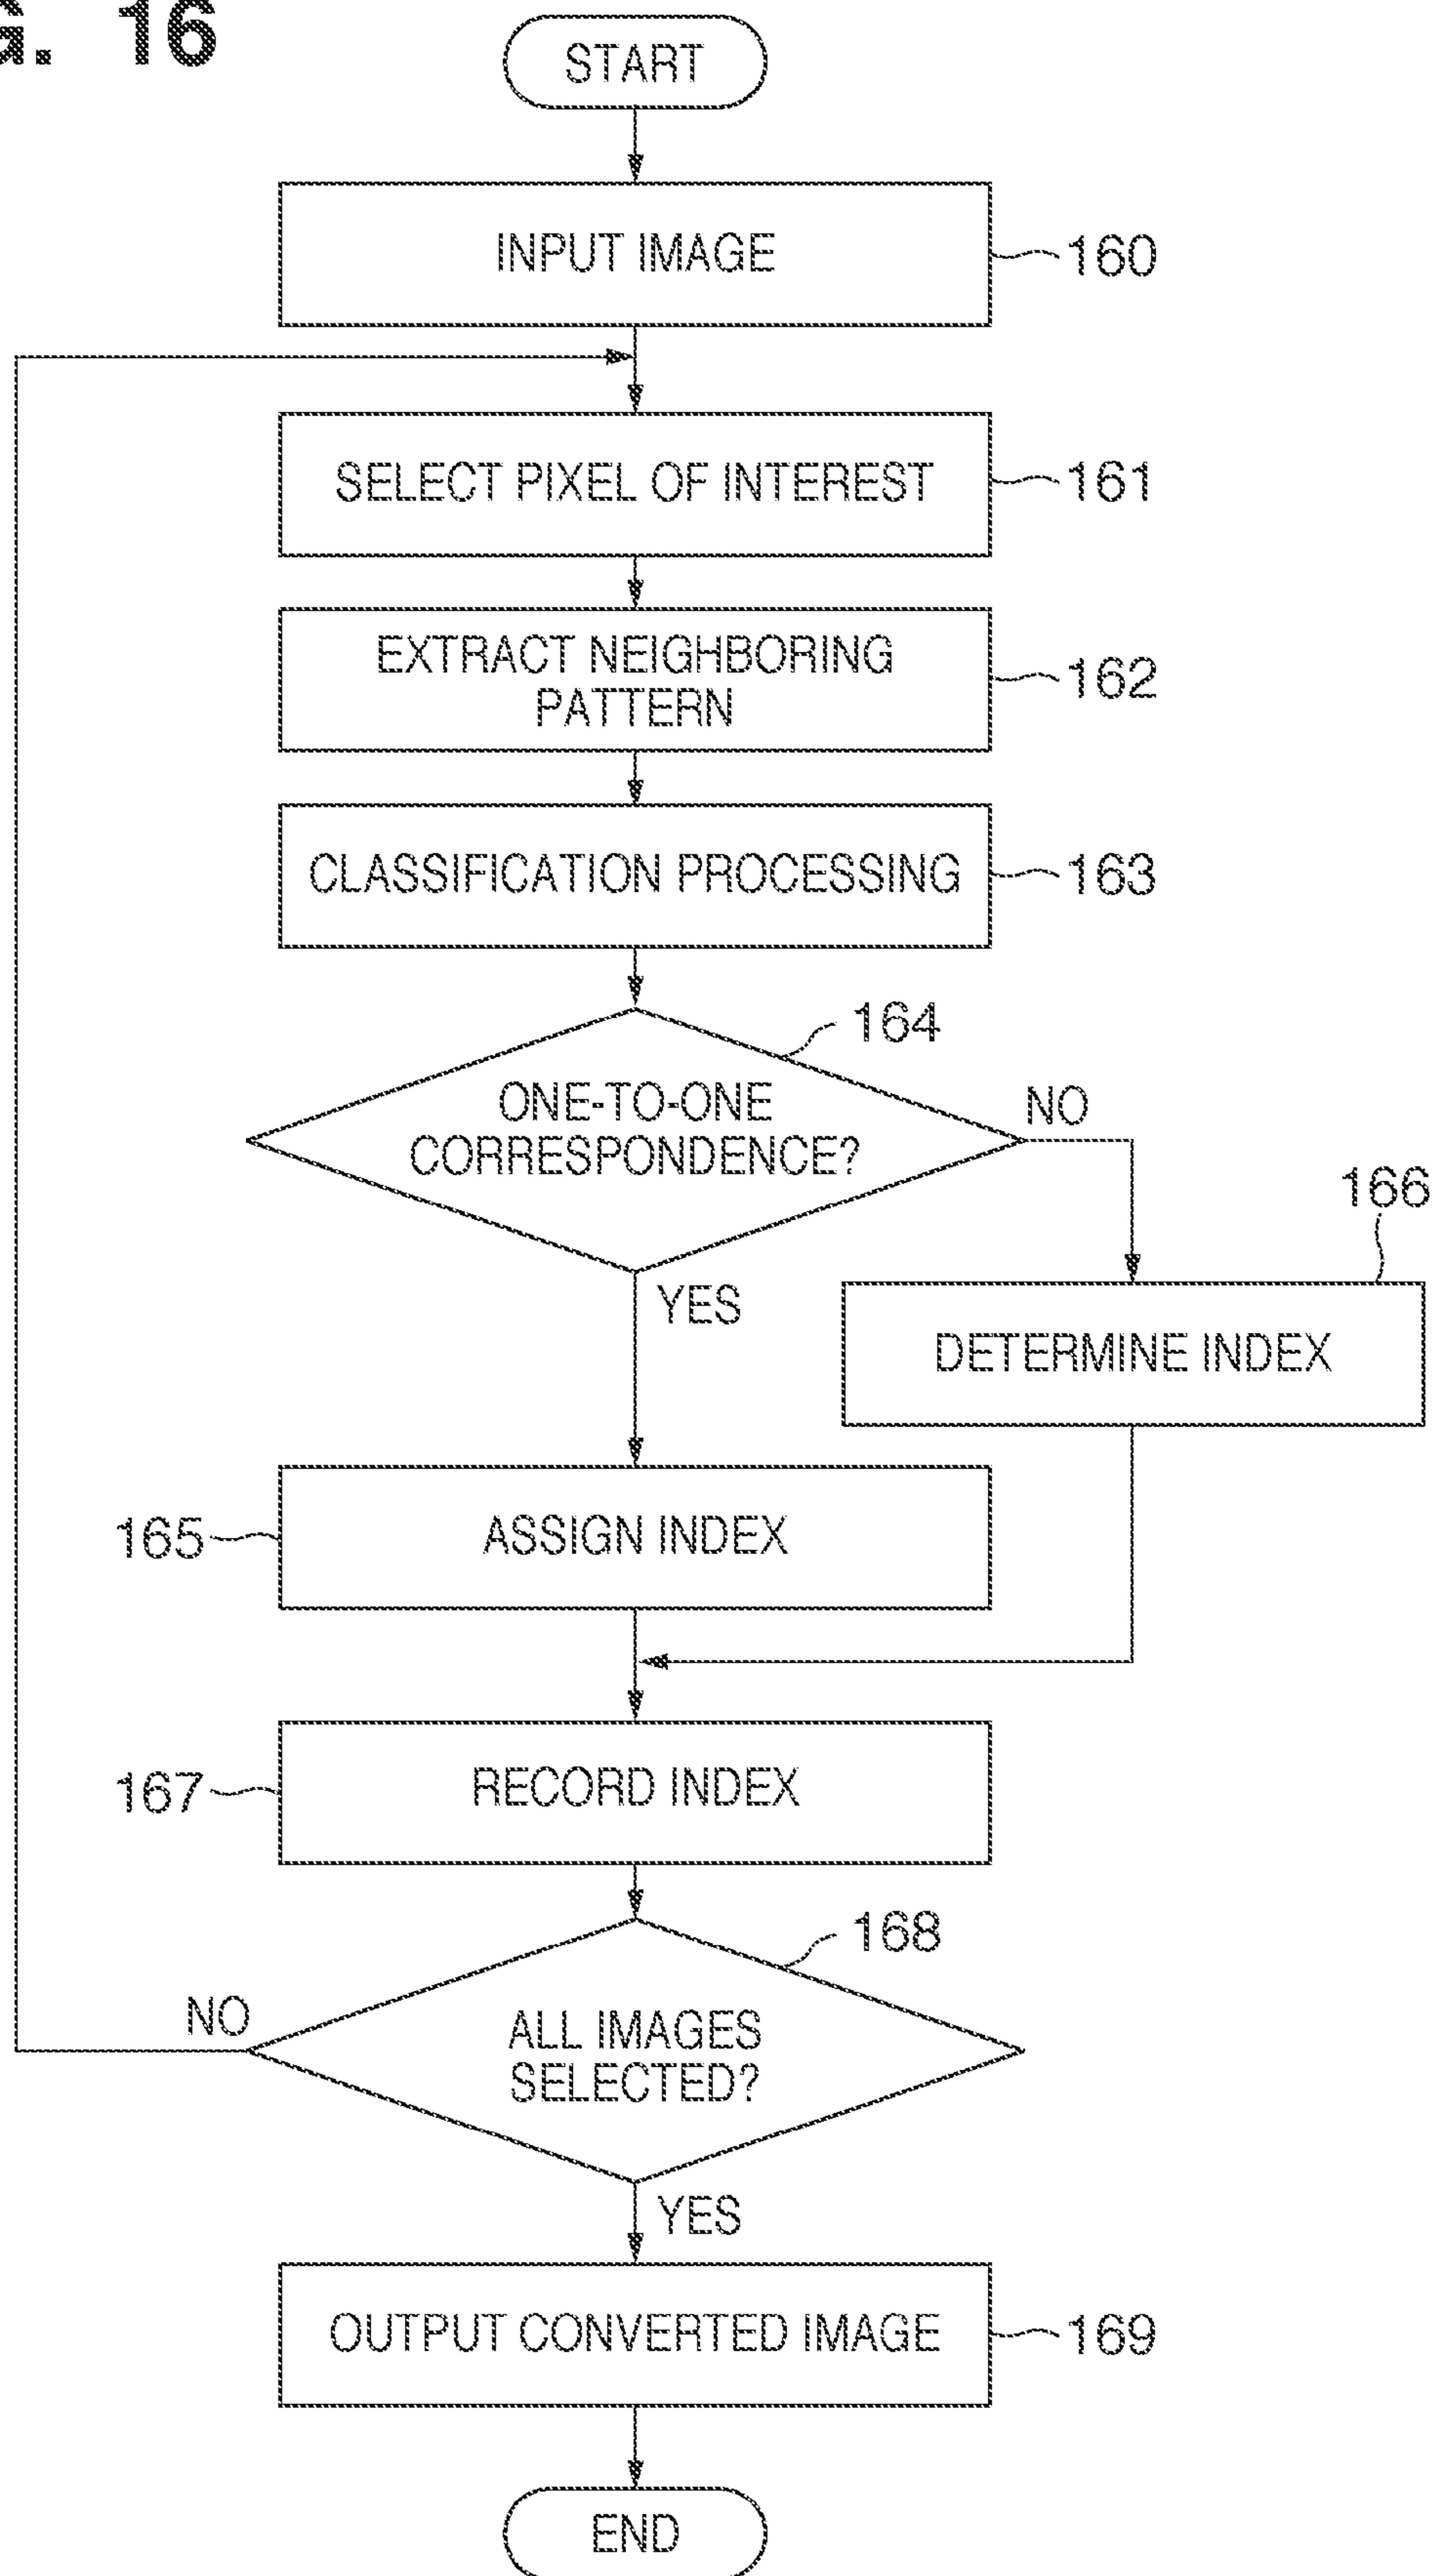 G. 16
START
INPUT IMAGE
160
SELECT PIXEL OF INTEREST
161
EXTRACT NEIGHBORING
PATTERN
162
CLASSIFICATION PROCESSING
163
164
ONE-TO-ONE
CORRESPONDENCE?
NO
166
YES
DETERMINE INDEX
165
ASSIGN INDEX
167
RECORD INDEX
168
NO
ALL IMAGES
SELECTED?
YES
OUTPUT CONVERTED IMAGE
169
END